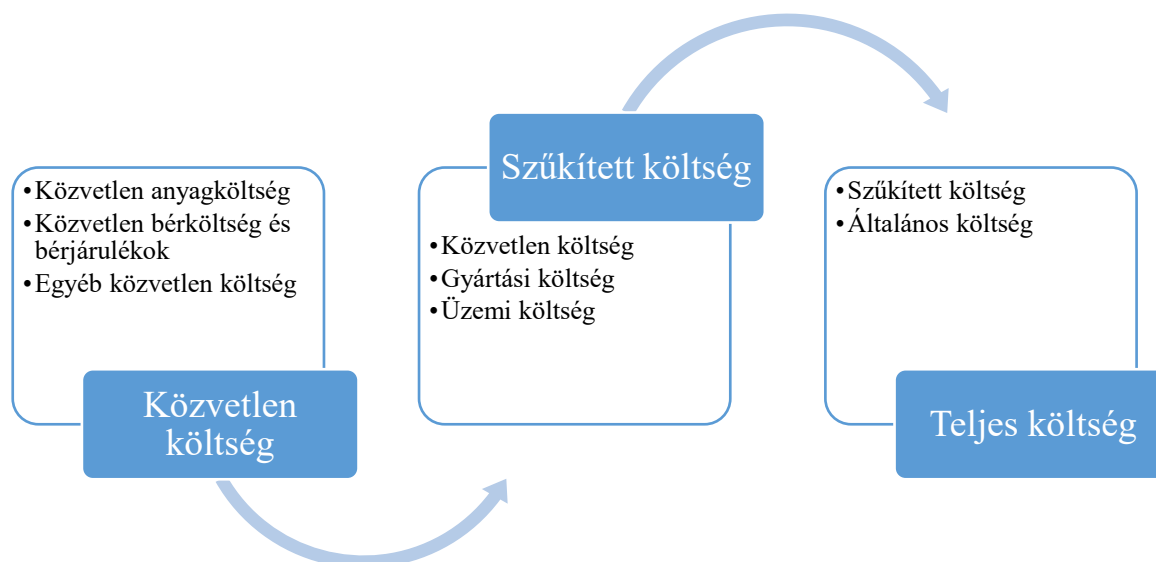 •Közvetlen anyagköltség
•Közvetlen bérköltség és
bérjárulékok
•Egyéb közvetlen költség
Közvetlen
költség
Szűkített költség
•Közvetlen költség
•Gyártási költség
•Üzemi költség
•Szűkített költség
•Általános költség
Teljes költség